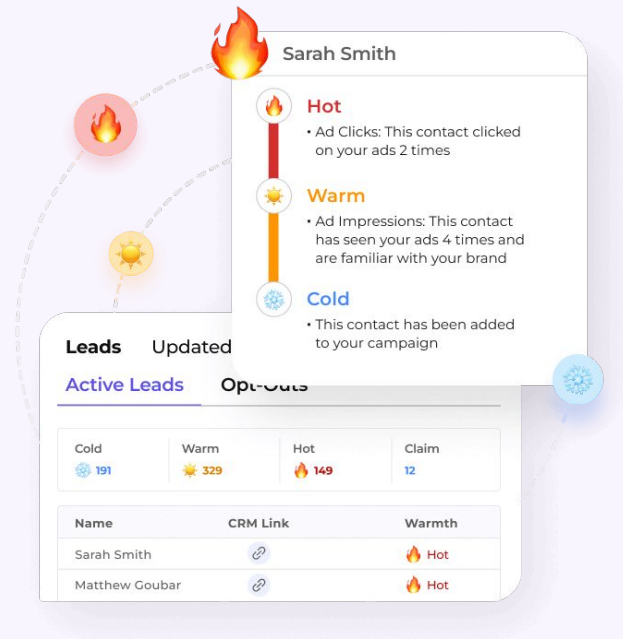 Sarah Smith
Hot
• Ad Clicks: This contact clicked
on your ads 2 times
Warm
• Ad Impressions: This contact
has seen your ads 4 times and
are familiar with your brand
Cold
• This contact has been added
to your campaign
Leads Updated
Active Leads Opt-Outs
Cold Warm Hot Claim
191 329 149 12
Name CRM Link Warmth
Sarah Smith Hot
Matthew Goubar Hot